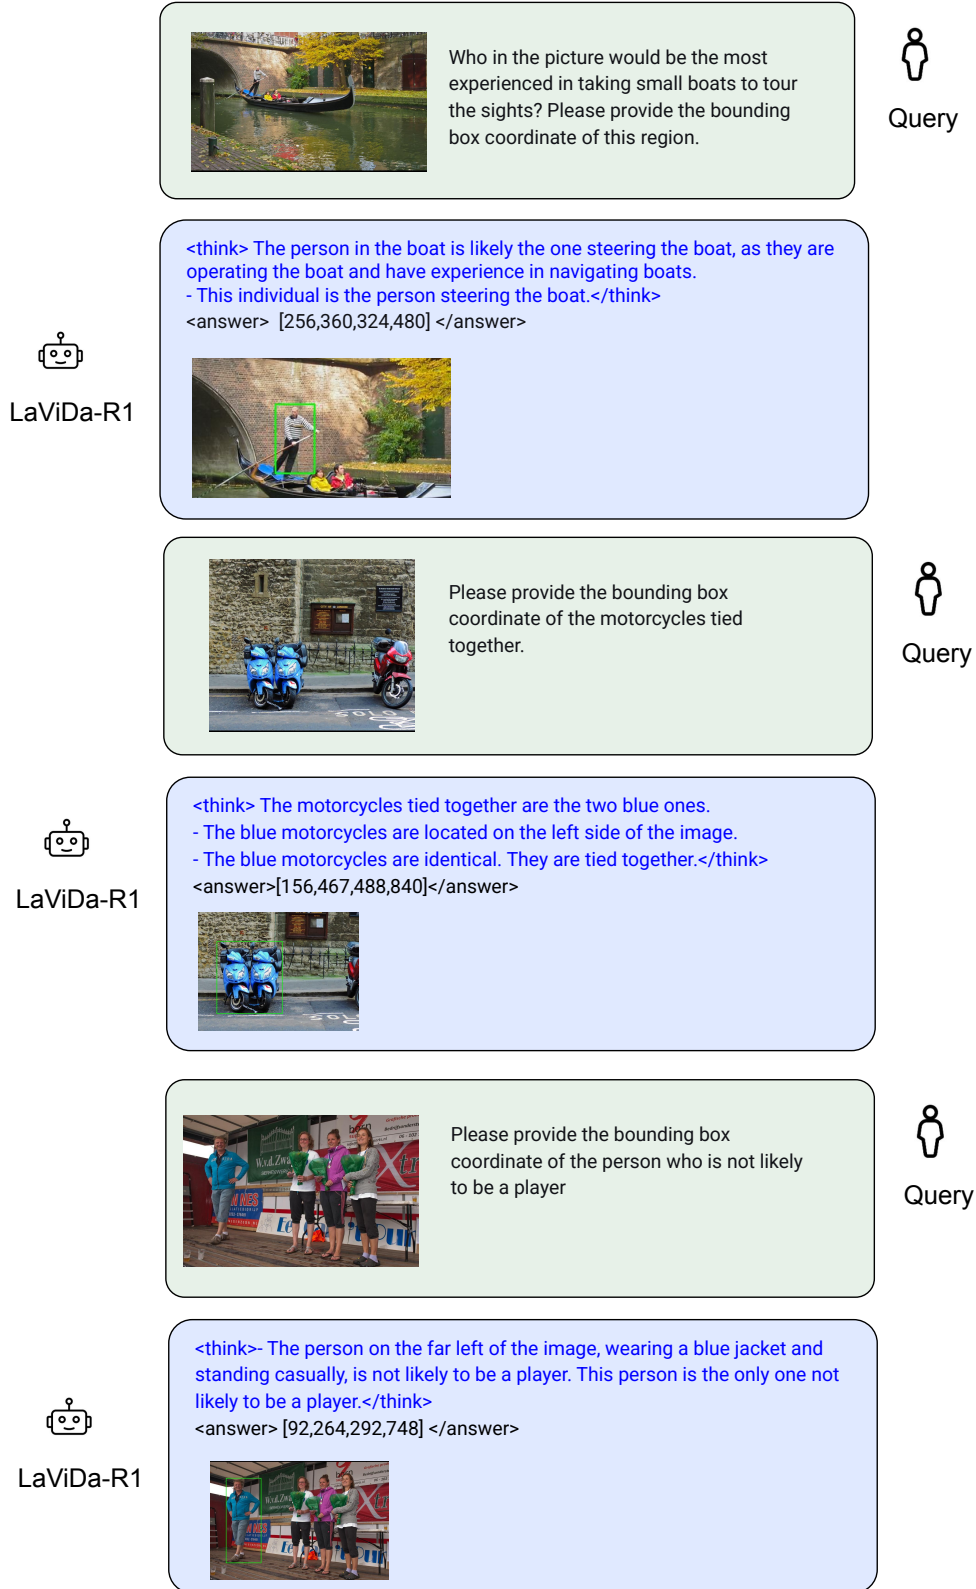 Who in the picture would be the most
experienced in taking small boats to tour
the sights? Please provide the bounding
box coordinate of this region.
Query
<think> The person in the boat is likely the one steering the boat, as they are
operating the boat and have experience in navigating boats.
- This individual is the person steering the boat.</think>
<answer> [256,360,324,480] </answer>
LaViDa-R1
Please provide the bounding box
coordinate of the motorcycles tied
together.
Query
<think> The motorcycles tied together are the two blue ones.
- The blue motorcycles are located on the left side of the image.
- The blue motorcycles are identical. They are tied together.</think>
<answer>[156,467,488,840]</answer>
LaViDa-R1
W.v.d.Zwa
Please provide the bounding box
coordinate of the person who is not likely
to be a player
Query
<think>- The person on the far left of the image, wearing a blue jacket and
standing casually, is not likely to be a player. This person is the only one not
likely to be a player.</think>
<answer> [92,264,292,748] </answer>
LaViDa-R1
W.v.d.Zwa